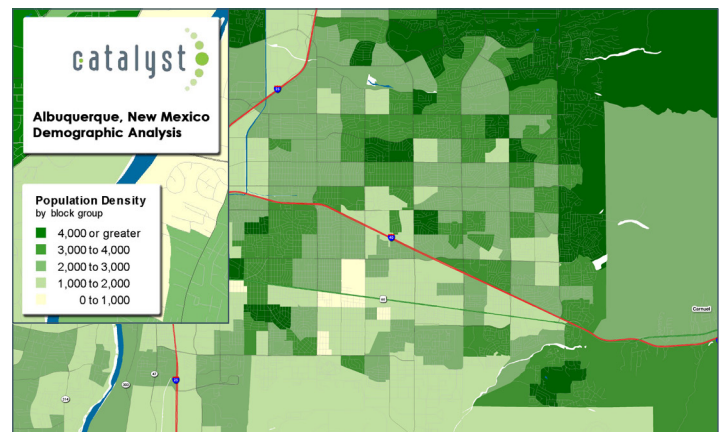 catalyst
Albuquerque, New Mexico
Demographic Analysis
Population Density
by block group
4,000 or greater
3,000 to 4,000
2,000 to 3,000
1,000 to 2,000
0 to 1,000
Carnuel